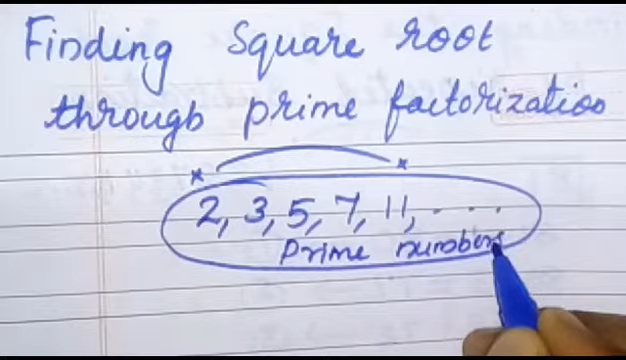 Finding Square root
through prime factorization
2, 3, 5, 7, 11, . . .
Prime numbers